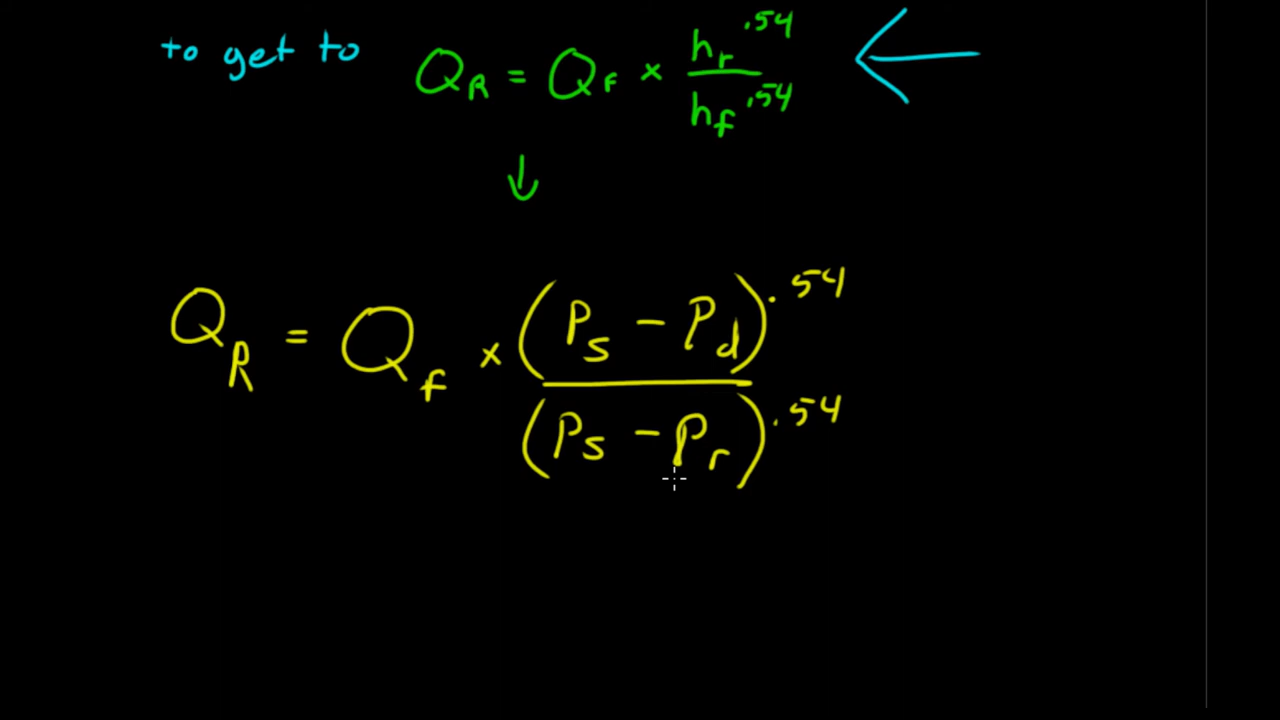 to get to Q_R = Q_F × h_r^.54 / h_f^.54
↓
Q_R = Q_f × (P_s - P_d)^.54 / (P_s - P_r)^.54